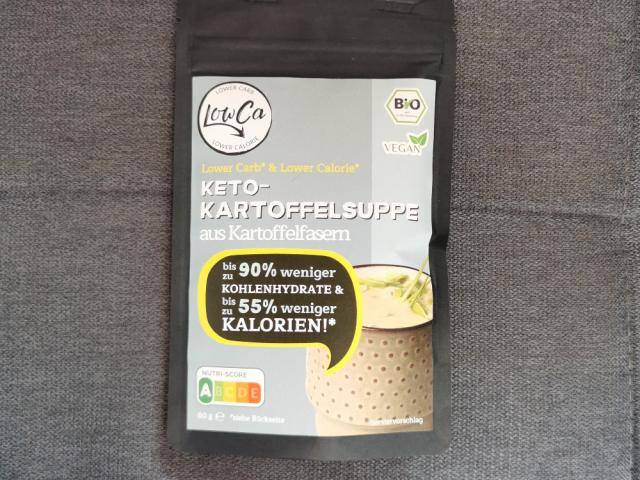 LOWER CARB
LowCa
LOWER CALORIE
BIO
VEGAN
Lower Carb* & Lower Calorie*
KETO-
KARTOFFELSUPPE
aus Kartoffelfasern
bis zu 90% weniger
KOHLENHYDRATE &
bis zu 55% weniger
KALORIEN!*
NUTRI-SCORE
A B C D E
60 g ℮ *siehe Rückseite
Serviervorschlag